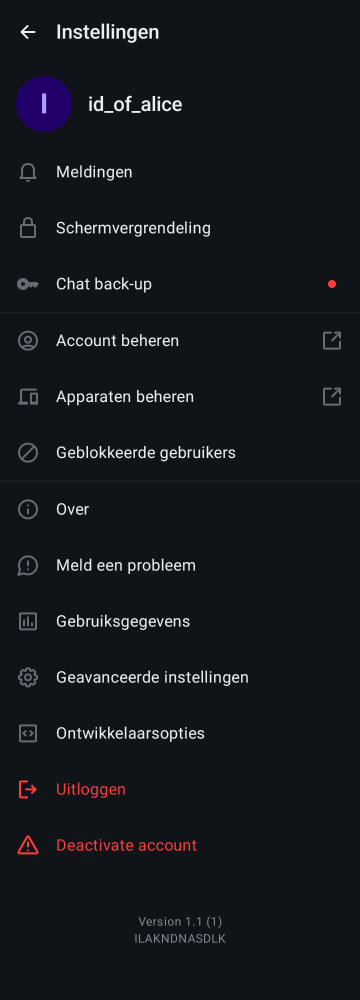 Instellingen
I
id_of_alice
Meldingen
Schermvergrendeling
Chat back-up
Account beheren
Apparaten beheren
Geblokkeerde gebruikers
Over
Meld een probleem
Gebruiksgegevens
Geavanceerde instellingen
Ontwikkelaarsopties
Uitloggen
Deactivate account
Version 1.1 (1)
ILAKNDNASDLK